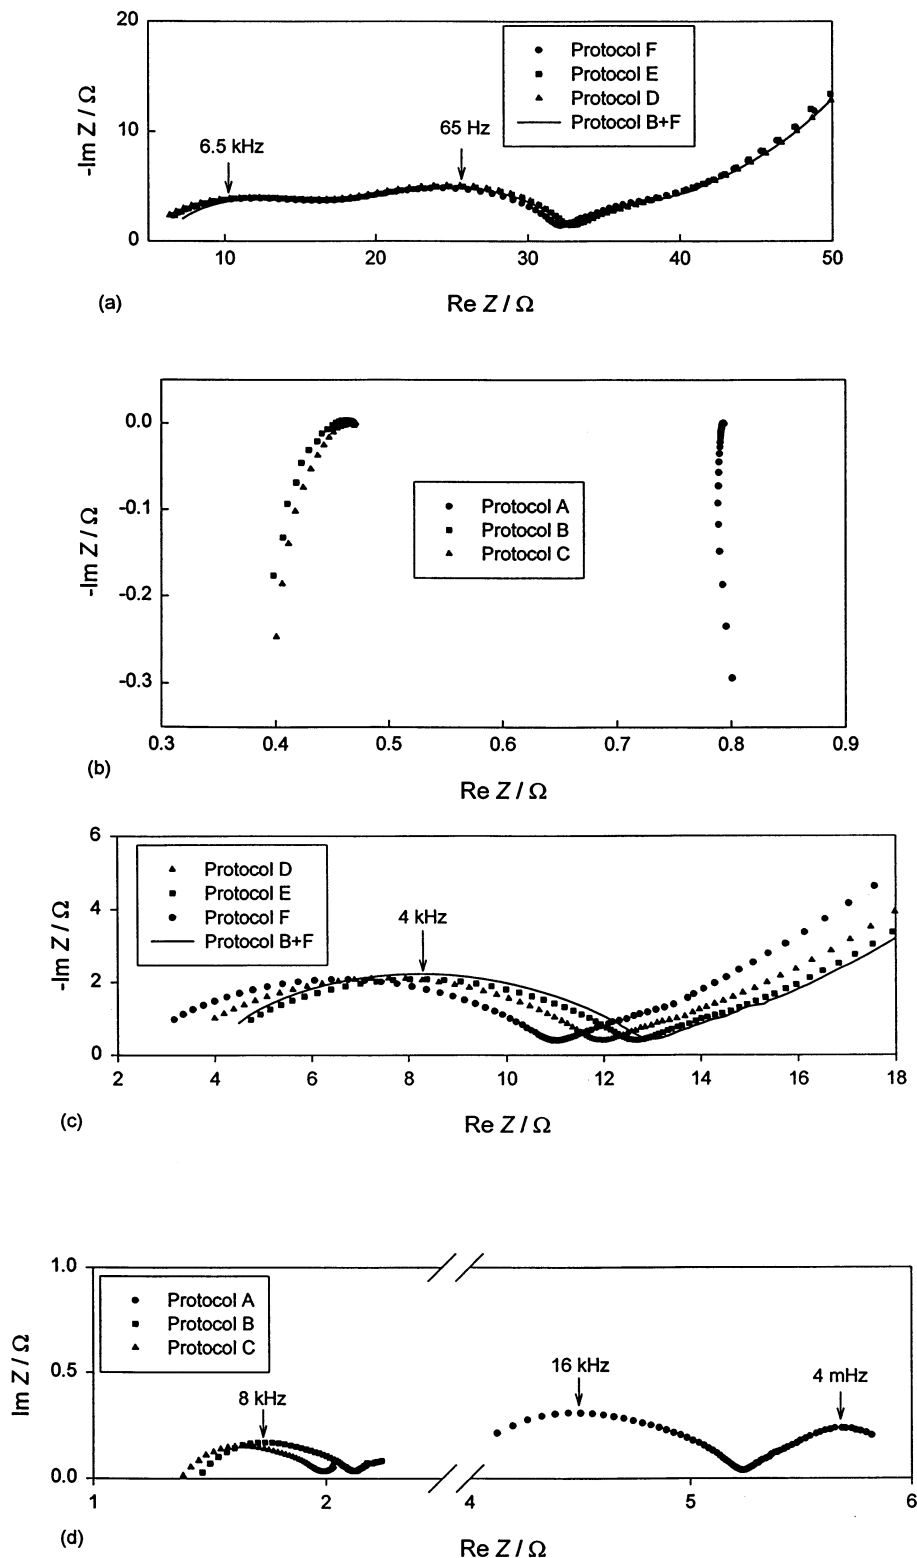 20
10
0
-Im Z / Ω
Protocol F
Protocol E
Protocol D
Protocol B+F
6.5 kHz
65 Hz
10 20 30 40 50
(a)
Re Z / Ω
0.0
-0.1
-0.2
-0.3
-Im Z / Ω
Protocol A
Protocol B
Protocol C
0.3 0.4 0.5 0.6 0.7 0.8 0.9
(b)
Re Z / Ω
6
4
2
0
-Im Z / Ω
Protocol D
Protocol E
Protocol F
Protocol B+F
4 kHz
2 4 6 8 10 12 14 16 18
(c)
Re Z / Ω
1.0
0.5
0.0
Im Z / Ω
Protocol A
Protocol B
Protocol C
8 kHz
16 kHz
4 mHz
1 2 4 5 6
(d)
Re Z / Ω